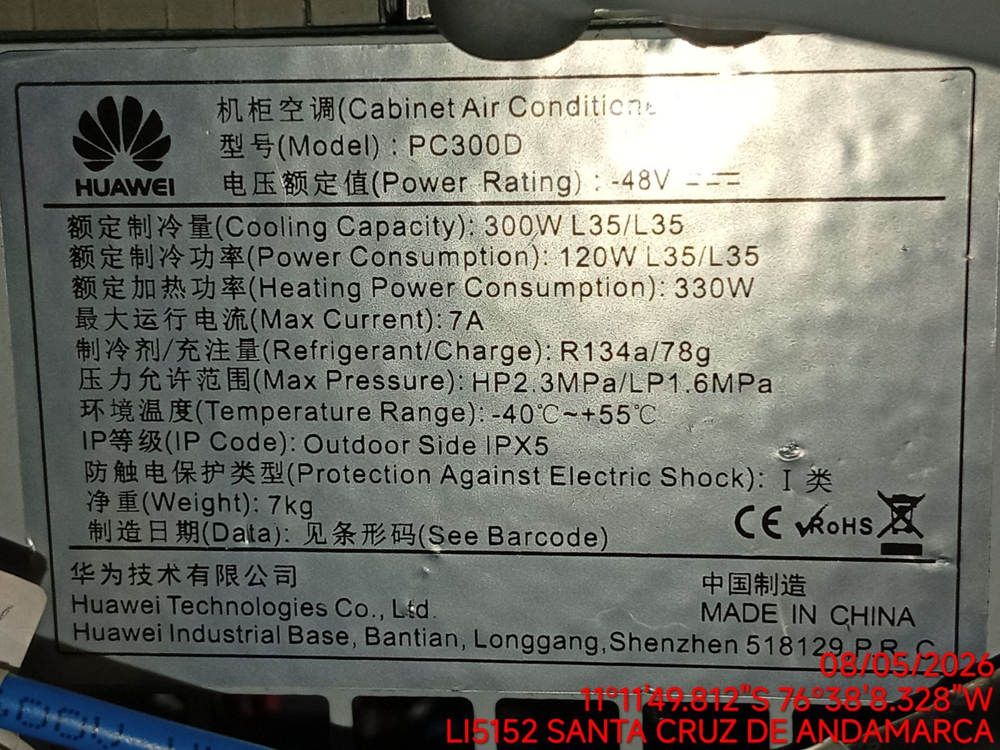 HUAWEI
机柜空调(Cabinet Air Condition
型号(Model) : PC300D
电压额定值(Power Rating) : -48V ⎓
额定制冷量(Cooling Capacity): 300W L35/L35
额定制冷功率(Power Consumption): 120W L35/L35
额定加热功率(Heating Power Consumption): 330W
最大运行电流(Max Current): 7A
制冷剂/充注量(Refrigerant/Charge): R134a/78g
压力允许范围(Max Pressure): HP2.3MPa/LP1.6MPa
环境温度(Temperature Range): -40℃~+55℃
IP等级(IP Code): Outdoor Side IPX5
防触电保护类型(Protection Against Electric Shock): I 类
净重(Weight): 7kg
制造日期(Data): 见条形码(See Barcode)
CE RoHS
华为技术有限公司
Huawei Technologies Co., Ltd.
Huawei Industrial Base, Bantian, Longgang,Shenzhen 518129 P.R.C
中国制造
MADE IN CHINA
08/05/2026
11°11'49.812"S 76°38'8.328"W
LI5152 SANTA CRUZ DE ANDAMARCA